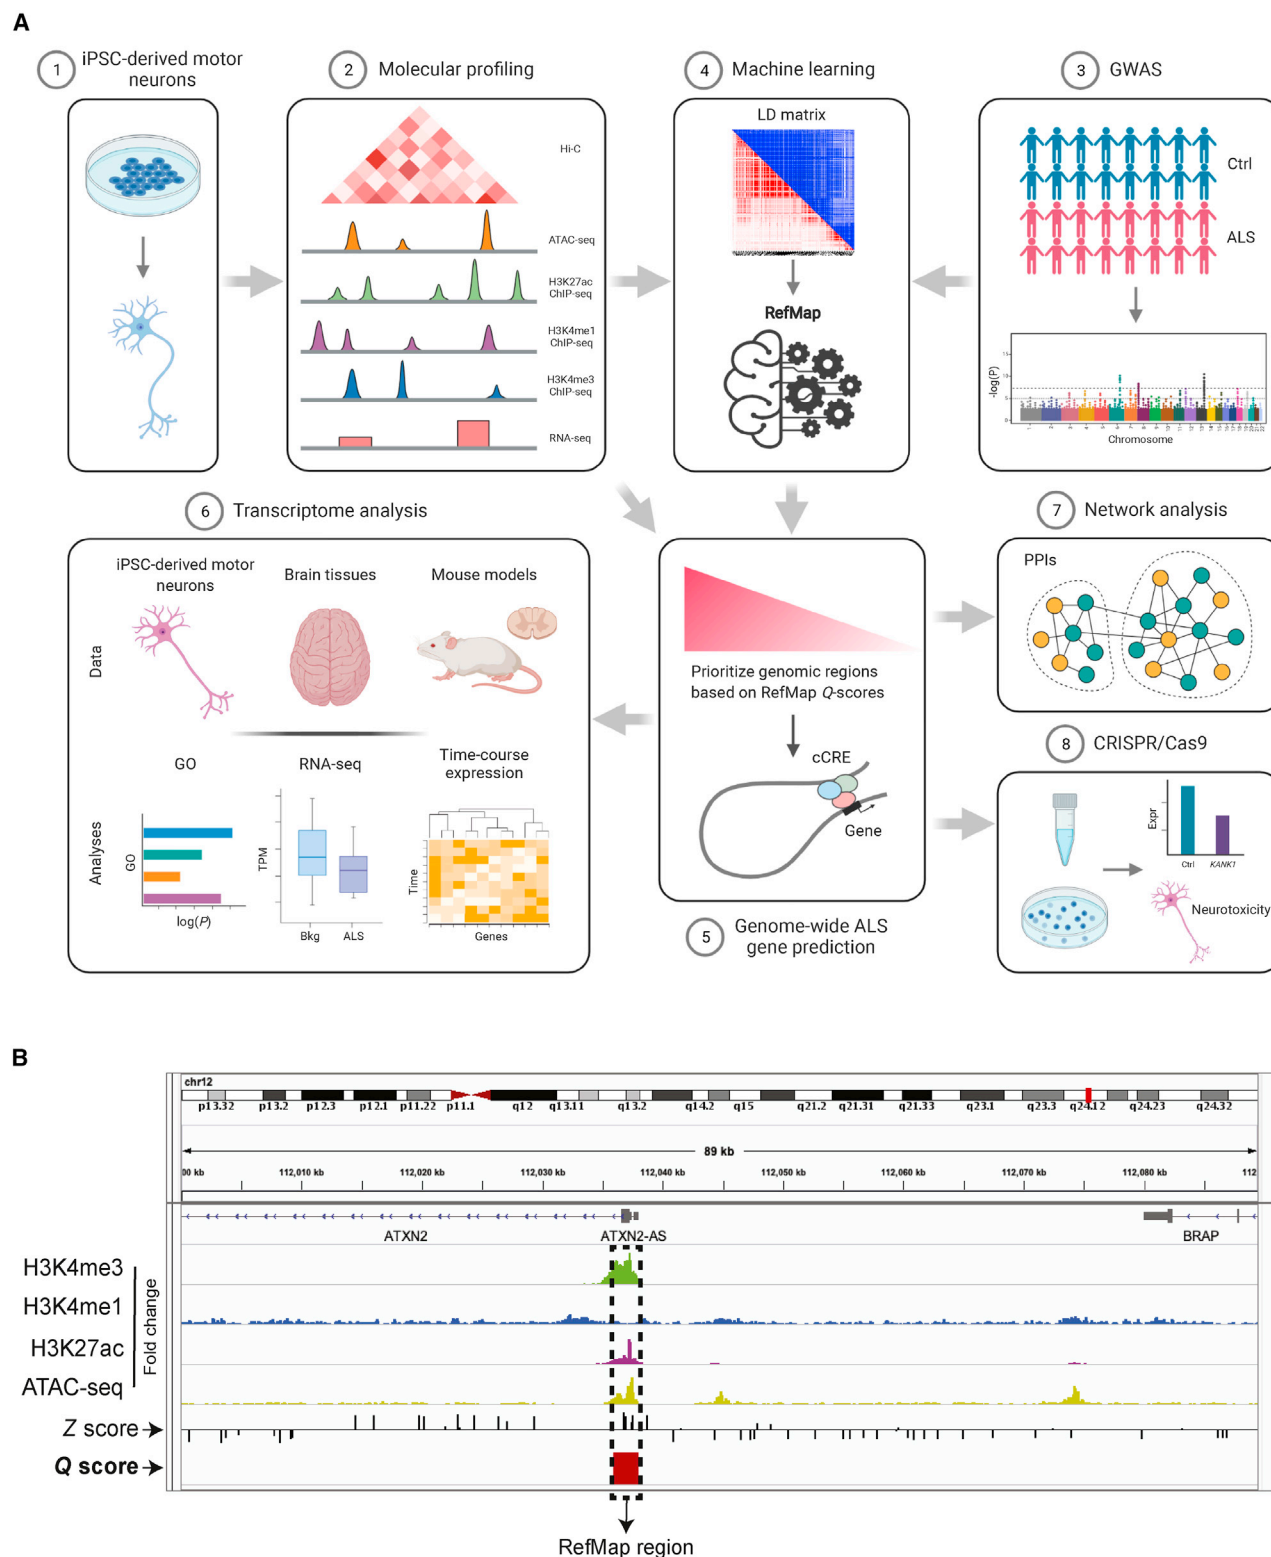 A
1 iPSC-derived motor
neurons
2 Molecular profiling
Hi-C
ATAC-seq
H3K27ac
ChIP-seq
H3K4me1
ChIP-seq
H3K4me3
ChIP-seq
RNA-seq
4 Machine learning
LD matrix
RefMap
3 GWAS
Ctrl
ALS
-log(P)
15
10
5
0
Chromosome
6 Transcriptome analysis
iPSC-derived motor
neurons
Brain tissues
Mouse models
Data
GO
RNA-seq
Time-course
expression
Analyses
GO
log(P)
TPM
Bkg ALS
Time
Genes
Prioritize genomic regions
based on RefMap Q-scores
cCRE
Gene
5 Genome-wide ALS
gene prediction
7 Network analysis
PPIs
8 CRISPR/Cas9
Expr
Ctrl KANK1
Neurotoxicity
B
chr12
p13.32 p13.2 p12.3 p12.1 p11.22 p11.1 q12 q13.11 q13.2 q14.2 q15 q21.2 q21.31 q21.33 q23.1 q23.3 q24.12 q24.23 q24.32
89 kb
00 kb 112,010 kb 112,020 kb 112,030 kb 112,040 kb 112,050 kb 112,060 kb 112,070 kb 112,080 kb 112
ATXN2 ATXN2-AS BRAP
H3K4me3
H3K4me1
H3K27ac
ATAC-seq
Fold change
Z score
Q score
RefMap region